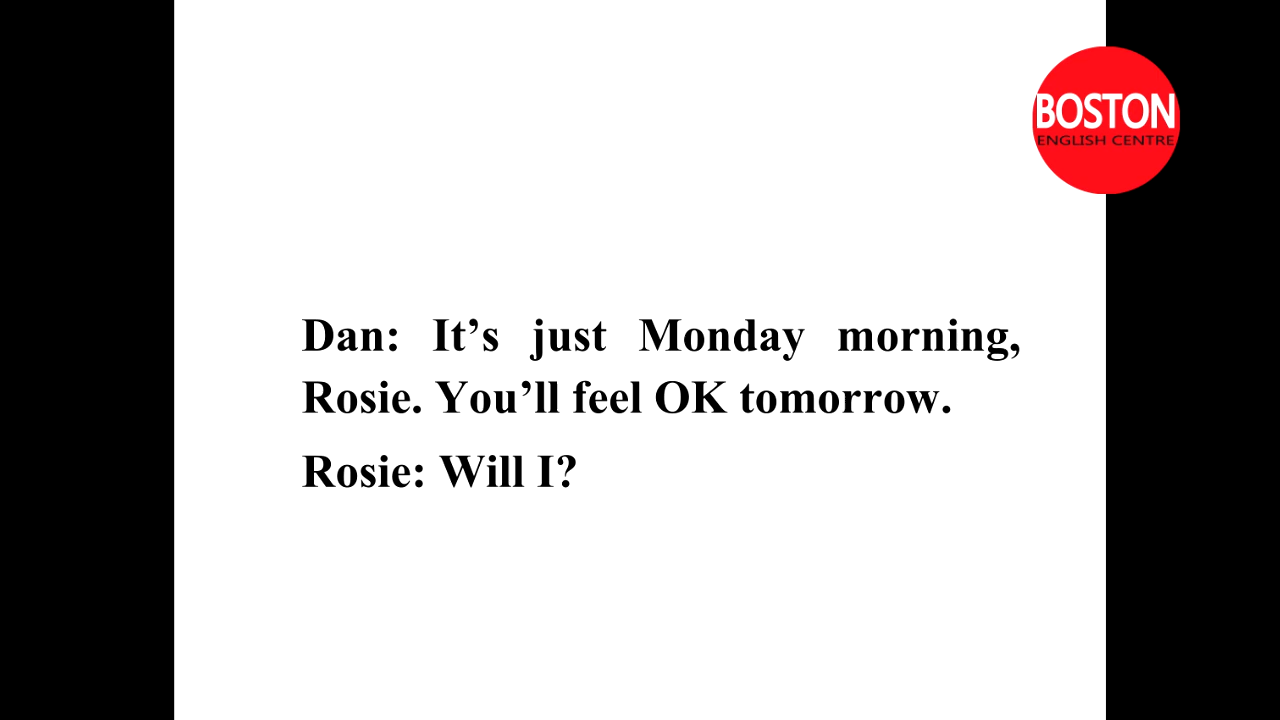 BOSTON
ENGLISH CENTRE
Dan: It’s just Monday morning,
Rosie. You’ll feel OK tomorrow.
Rosie: Will I?